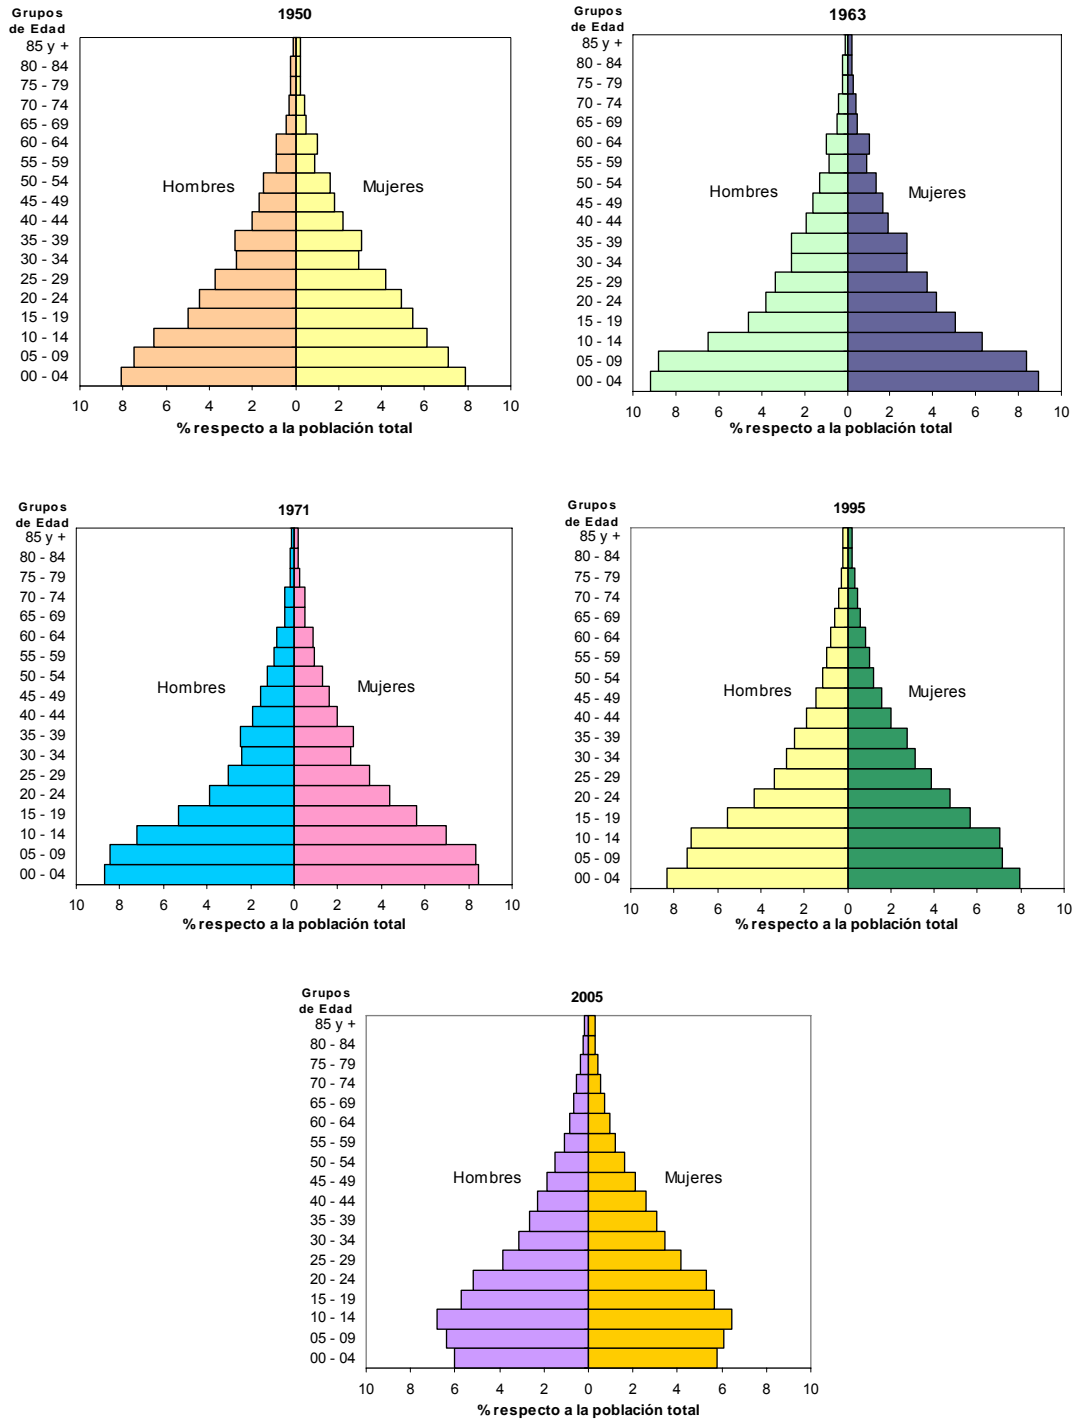 1950
Grupos
de Edad
85 y +
80 - 84
75 - 79
70 - 74
65 - 69
60 - 64
55 - 59
50 - 54
45 - 49
40 - 44
35 - 39
30 - 34
25 - 29
20 - 24
15 - 19
10 - 14
05 - 09
00 - 04
Hombres Mujeres
10 8 6 4 2 0 2 4 6 8 10
% respecto a la población total
1963
Grupos
de Edad
85 y +
80 - 84
75 - 79
70 - 74
65 - 69
60 - 64
55 - 59
50 - 54
45 - 49
40 - 44
35 - 39
30 - 34
25 - 29
20 - 24
15 - 19
10 - 14
05 - 09
00 - 04
Hombres Mujeres
10 8 6 4 2 0 2 4 6 8 10
% respecto a la población total
1971
Grupos
de Edad
85 y +
80 - 84
75 - 79
70 - 74
65 - 69
60 - 64
55 - 59
50 - 54
45 - 49
40 - 44
35 - 39
30 - 34
25 - 29
20 - 24
15 - 19
10 - 14
05 - 09
00 - 04
Hombres Mujeres
10 8 6 4 2 0 2 4 6 8 10
% respecto a la población total
1995
Grupos
de Edad
85 y +
80 - 84
75 - 79
70 - 74
65 - 69
60 - 64
55 - 59
50 - 54
45 - 49
40 - 44
35 - 39
30 - 34
25 - 29
20 - 24
15 - 19
10 - 14
05 - 09
00 - 04
Hombres Mujeres
10 8 6 4 2 0 2 4 6 8 10
% respecto a la población total
2005
Grupos
de Edad
85 y +
80 - 84
75 - 79
70 - 74
65 - 69
60 - 64
55 - 59
50 - 54
45 - 49
40 - 44
35 - 39
30 - 34
25 - 29
20 - 24
15 - 19
10 - 14
05 - 09
00 - 04
Hombres Mujeres
10 8 6 4 2 0 2 4 6 8 10
% respecto a la población total